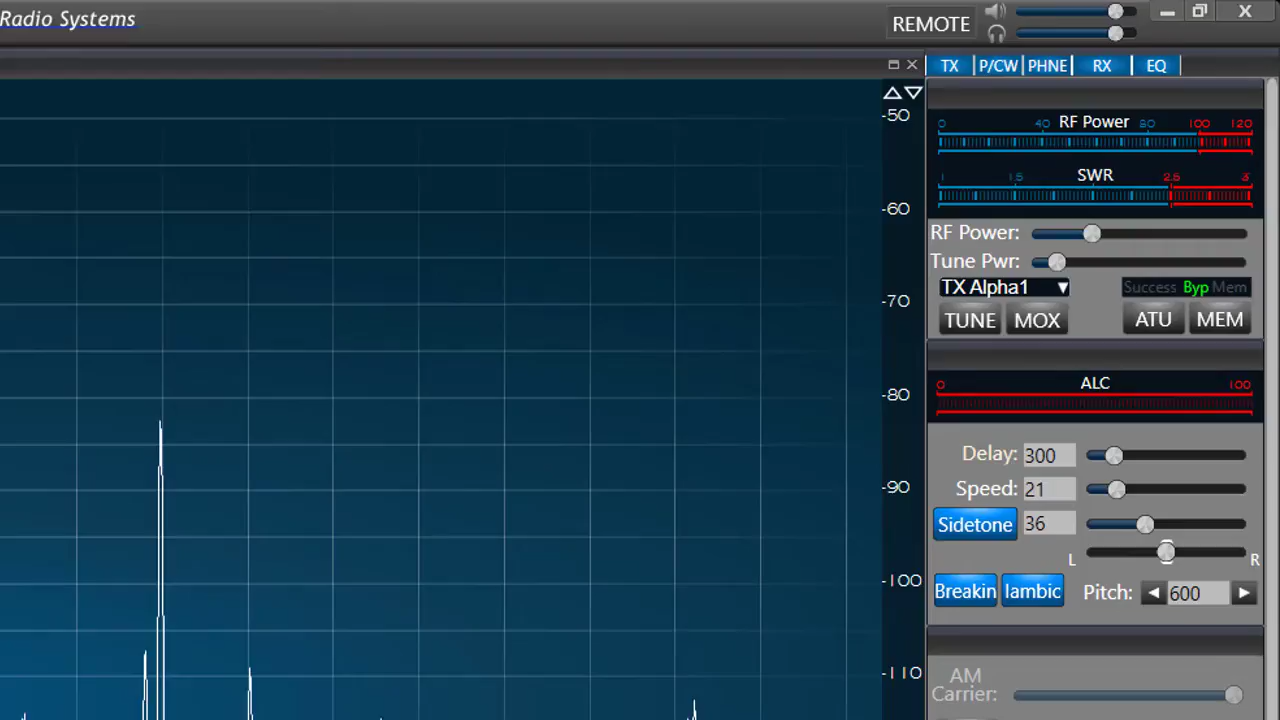 Radio Systems
REMOTE
X
TX P/CW PHNE RX EQ
-50
-60
-70
-80
-90
-100
-110
RF Power
0 40 80 100 120
SWR
1 1.5 2.5 3
RF Power:
Tune Pwr:
TX Alpha1
Success Byp Mem
TUNE MOX ATU MEM
ALC
0 100
Delay: 300
Speed: 21
Sidetone 36
L R
Breakin Iambic Pitch: 600
AM
Carrier: